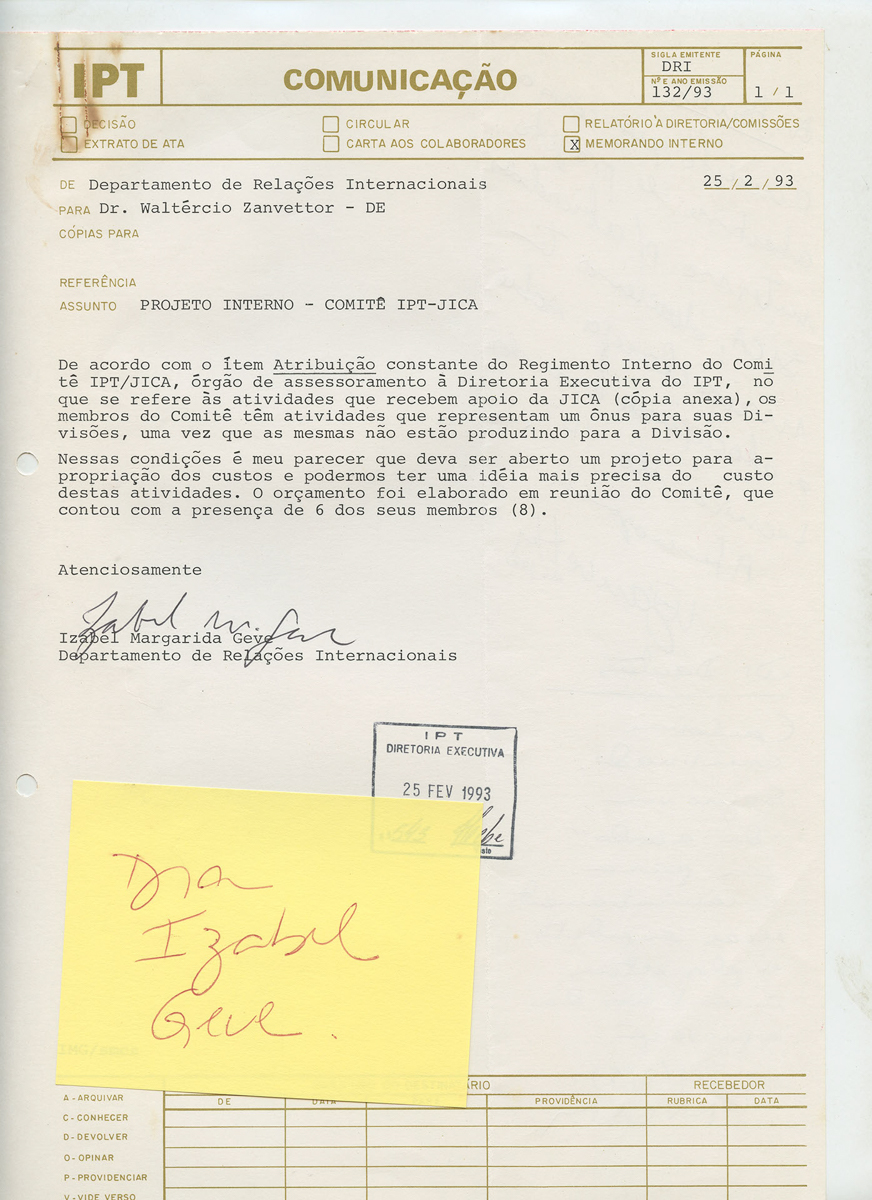 IPT
COMUNICAÇÃO
SIGLA EMITENTE
DRI
Nº E ANO EMISSÃO
132/93
PÁGINA
1 / 1
DECISÃO
CIRCULAR
RELATÓRIO À DIRETORIA/COMISSÕES
EXTRATO DE ATA
CARTA AOS COLABORADORES
X MEMORANDO INTERNO
DE Departamento de Relações Internacionais
25 / 2 / 93
PARA Dr. Waltércio Zanvettor - DE
CÓPIAS PARA
REFERÊNCIA
ASSUNTO PROJETO INTERNO - COMITÊ IPT-JICA
De acordo com o ítem Atribuição constante do Regimento Interno do Comi
tê IPT/JICA, órgão de assessoramento à Diretoria Executiva do IPT, no
que se refere às atividades que recebem apoio da JICA (cópia anexa), os
membros do Comitê têm atividades que representam um ônus para suas Di-
visões, uma vez que as mesmas não estão produzindo para a Divisão.
Nessas condições é meu parecer que deva ser aberto um projeto para a-
propriação dos custos e podermos ter uma idéia mais precisa do custo
destas atividades. O orçamento foi elaborado em reunião do Comitê, que
contou com a presença de 6 dos seus membros (8).
Atenciosamente
Izabel M. Geve
Izabel Margarida Geve
Departamento de Relações Internacionais
IPT
DIRETORIA EXECUTIVA
25 FEV 1993
Dra
Izabel
Geve.
RECEBEDOR
A - ARQUIVAR
DE
DATA
PROVIDÊNCIA
RUBRICA
DATA
C - CONHECER
D - DEVOLVER
O - OPINAR
P - PROVIDENCIAR
V - VIDE VERSO